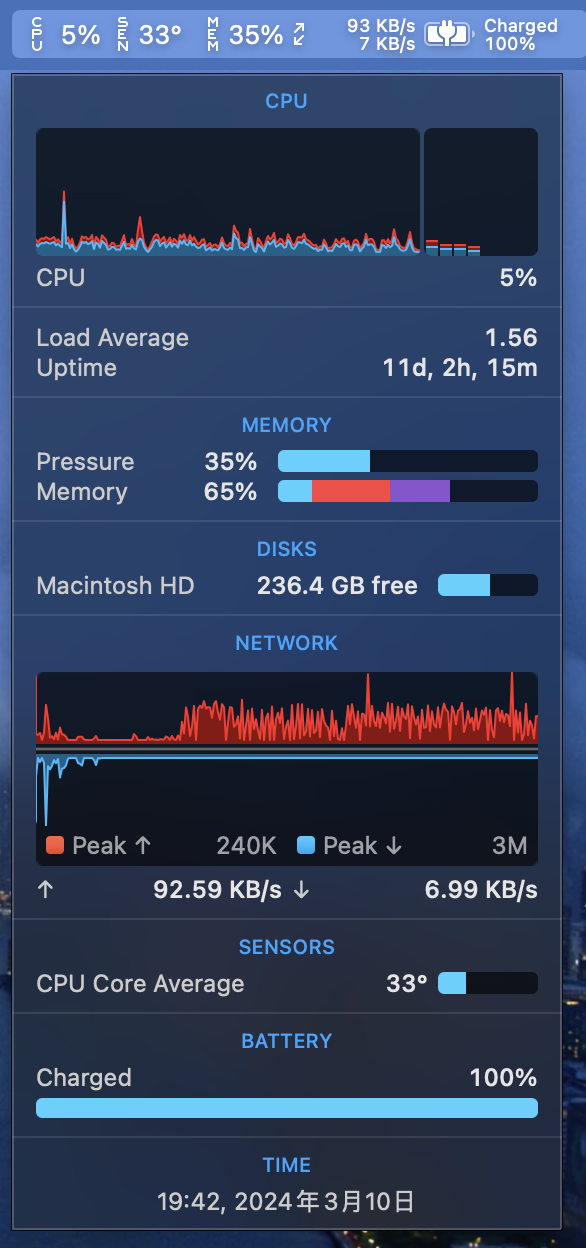 CPU 5% SEN 33° MEM 35% 93 KB/s Charged
7 KB/s 100%
CPU
CPU 5%
Load Average 1.56
Uptime 11d, 2h, 15m
MEMORY
Pressure 35%
Memory 65%
DISKS
Macintosh HD 236.4 GB free
NETWORK
Peak ↑ 240K Peak ↓ 3M
↑ 92.59 KB/s ↓ 6.99 KB/s
SENSORS
CPU Core Average 33°
BATTERY
Charged 100%
TIME
19:42, 2024年3月10日